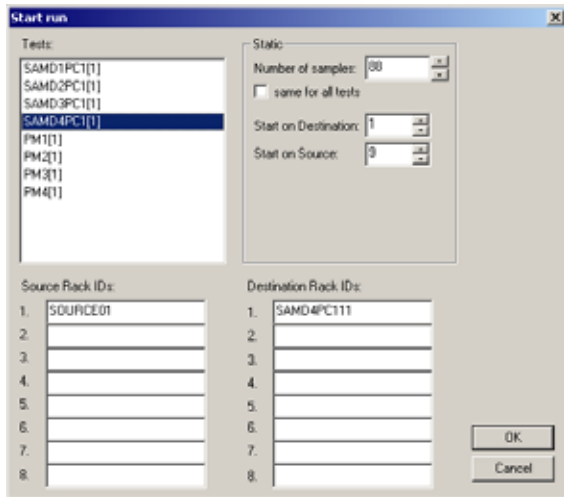 Start run
Tests:
SAMD1PC1[1]
SAMD2PC1[1]
SAMD3PC1[1]
SAMD4PC1[1]
PM1[1]
PM2[1]
PM3[1]
PM4[1]
Static
Number of samples: 88
same for all tests
Start on Destination: 1
Start on Source: 9
Source Rack IDs:
1. SOURCE01
2.
3.
4.
5.
6.
7.
8.
Destination Rack IDs:
1. SAMD4PC111
2.
3.
4.
5.
6.
7.
8.
OK
Cancel